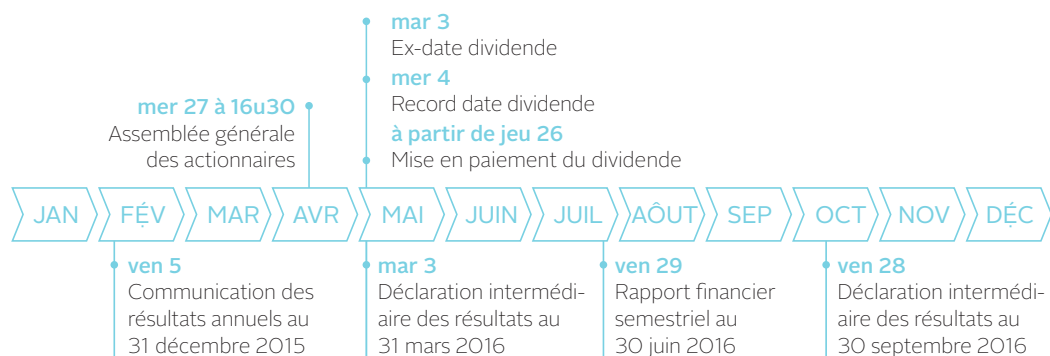 mar 3
Ex-date dividende
mer 4
Record date dividende
à partir de jeu 26
Mise en paiement du dividende
mer 27 à 16u30
Assemblée générale
des actionnaires
JAN FÉV MAR AVR MAI JUIN JUIL AÔUT SEP OCT NOV DÉC
ven 5
Communication des
résultats annuels au
31 décembre 2015
mar 3
Déclaration intermédi-
aire des résultats au
31 mars 2016
ven 29
Rapport financier
semestriel au
30 juin 2016
ven 28
Déclaration intermédi-
aire des résultats au
30 septembre 2016